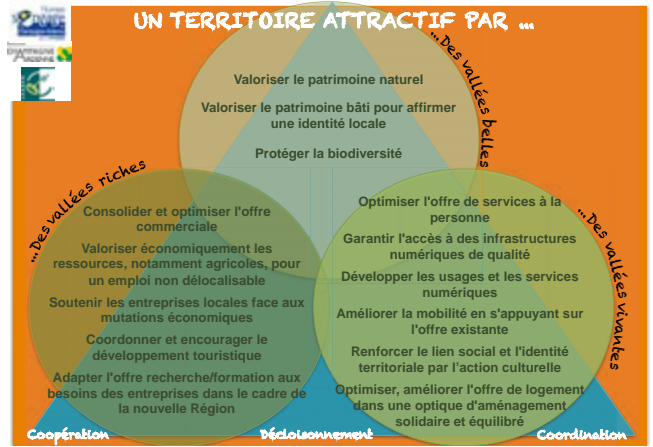 UN TERRITOIRE ATTRACTIF PAR ...
CHAMPAGNE
ARDENNE
...Des vallées belles
Valoriser le patrimoine naturel
Valoriser le patrimoine bâti pour affirmer
une identité locale
Protéger la biodiversité
...Des vallées riches
Consolider et optimiser l'offre
commerciale
Valoriser économiquement les
ressources, notamment agricoles, pour
un emploi non délocalisable
Soutenir les entreprises locales face aux
mutations économiques
Coordonner et encourager le
développement touristique
Adapter l'offre recherche/formation aux
besoins des entreprises dans le cadre de
la nouvelle Région
...Des vallées vivantes
Optimiser l'offre de services à la
personne
Garantir l'accès à des infrastructures
numériques de qualité
Développer les usages et les services
numériques
Améliorer la mobilité en s'appuyant sur
l'offre existante
Renforcer le lien social et l'identité
territoriale par l'action culturelle
Optimiser, améliorer l'offre de logement
dans une optique d'aménagement
solidaire et équilibré
Coopération
Décloisonnement
Coordination